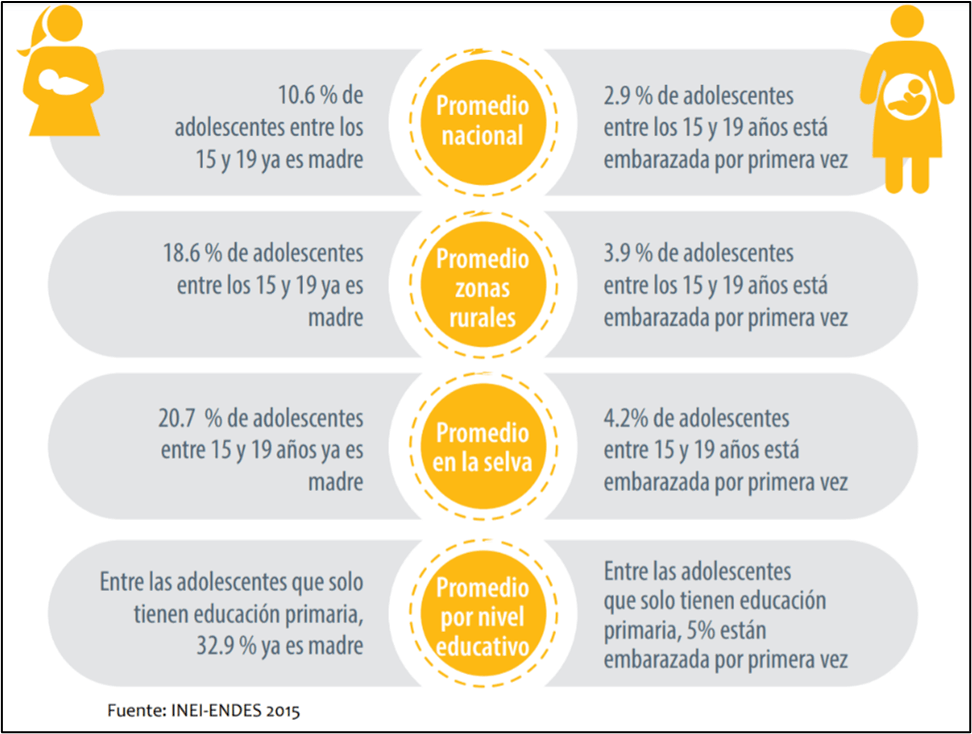 10.6 % de
adolescentes entre los
15 y 19 ya es madre
Promedio
nacional
2.9 % de adolescentes
entre los 15 y 19 años está
embarazada por primera vez
18.6 % de adolescentes
entre los 15 y 19 ya es
madre
Promedio
zonas
rurales
3.9 % de adolescentes
entre los 15 y 19 años está
embarazada por primera vez
20.7 % de adolescentes
entre 15 y 19 años ya es
madre
Promedio
en la selva
4.2% de adolescentes
entre 15 y 19 años está
embarazada por primera vez
Entre las adolescentes que solo
tienen educación primaria,
32.9 % ya es madre
Promedio
por nivel
educativo
Entre las adolescentes
que solo tienen educación
primaria, 5% están
embarazada por primera vez
Fuente: INEI-ENDES 2015